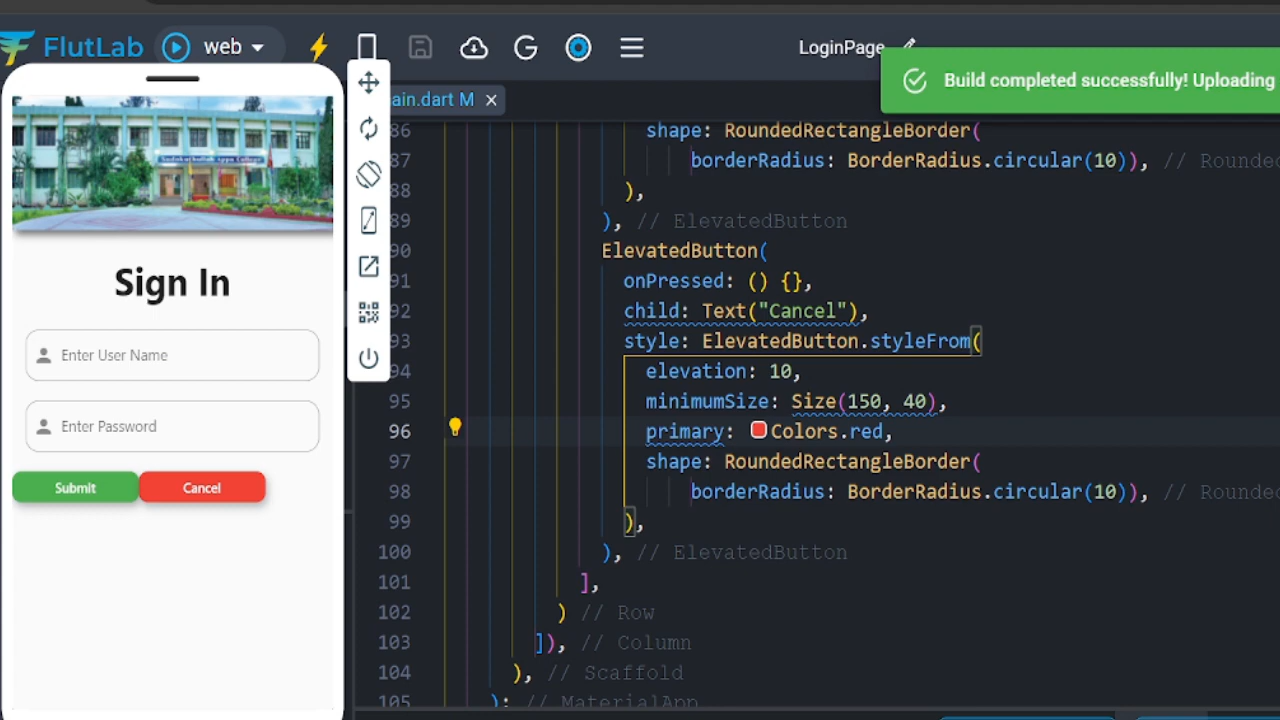 FlutLab
web
LoginPage
Build completed successfully! Uploading
ain.dart M
Sign In
Enter User Name
Enter Password
Submit
Cancel
86 shape: RoundedRectangleBorder(
87 borderRadius: BorderRadius.circular(10)), // Rounded
88 ),
89 ), // ElevatedButton
90 ElevatedButton(
91 onPressed: () {},
92 child: Text("Cancel"),
93 style: ElevatedButton.styleFrom(
94 elevation: 10,
95 minimumSize: Size(150, 40),
96 primary: Colors.red,
97 shape: RoundedRectangleBorder(
98 borderRadius: BorderRadius.circular(10)), // Rounded
99 ),
100 ), // ElevatedButton
101 ],
102 ) // Row
103 ]), // Column
104 ), // Scaffold
105 ); // MaterialApp